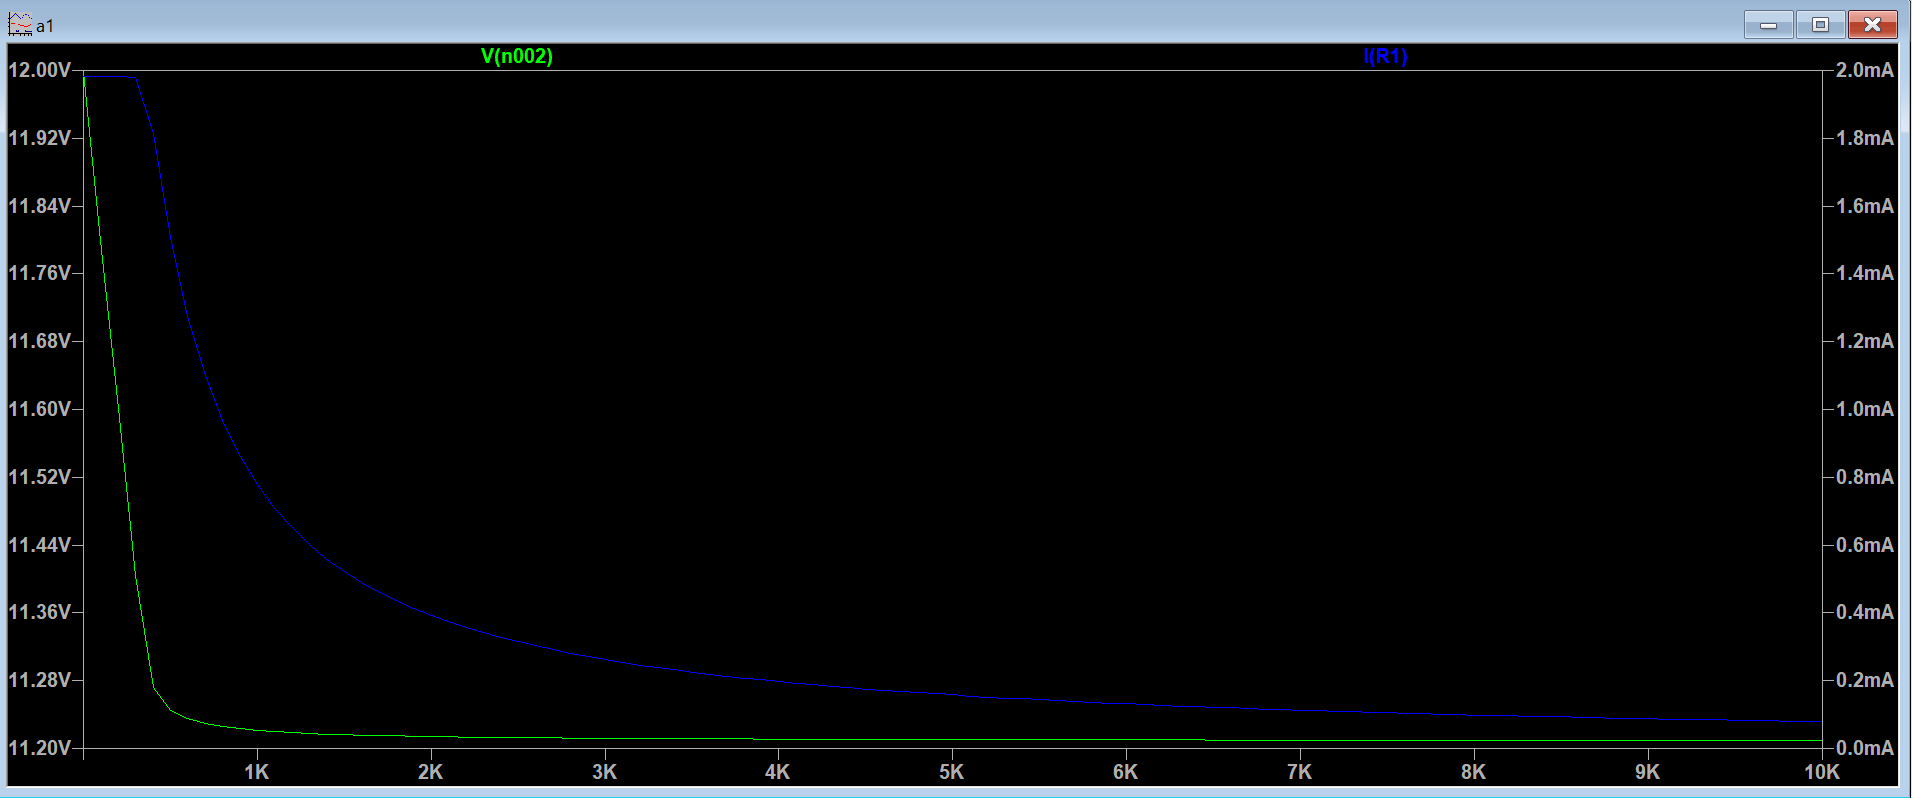 a1
V(n002) I(R1)
12.00V 2.0mA
11.92V 1.8mA
11.84V 1.6mA
11.76V 1.4mA
11.68V 1.2mA
11.60V 1.0mA
11.52V 0.8mA
11.44V 0.6mA
11.36V 0.4mA
11.28V 0.2mA
11.20V 0.0mA
1K 2K 3K 4K 5K 6K 7K 8K 9K 10K